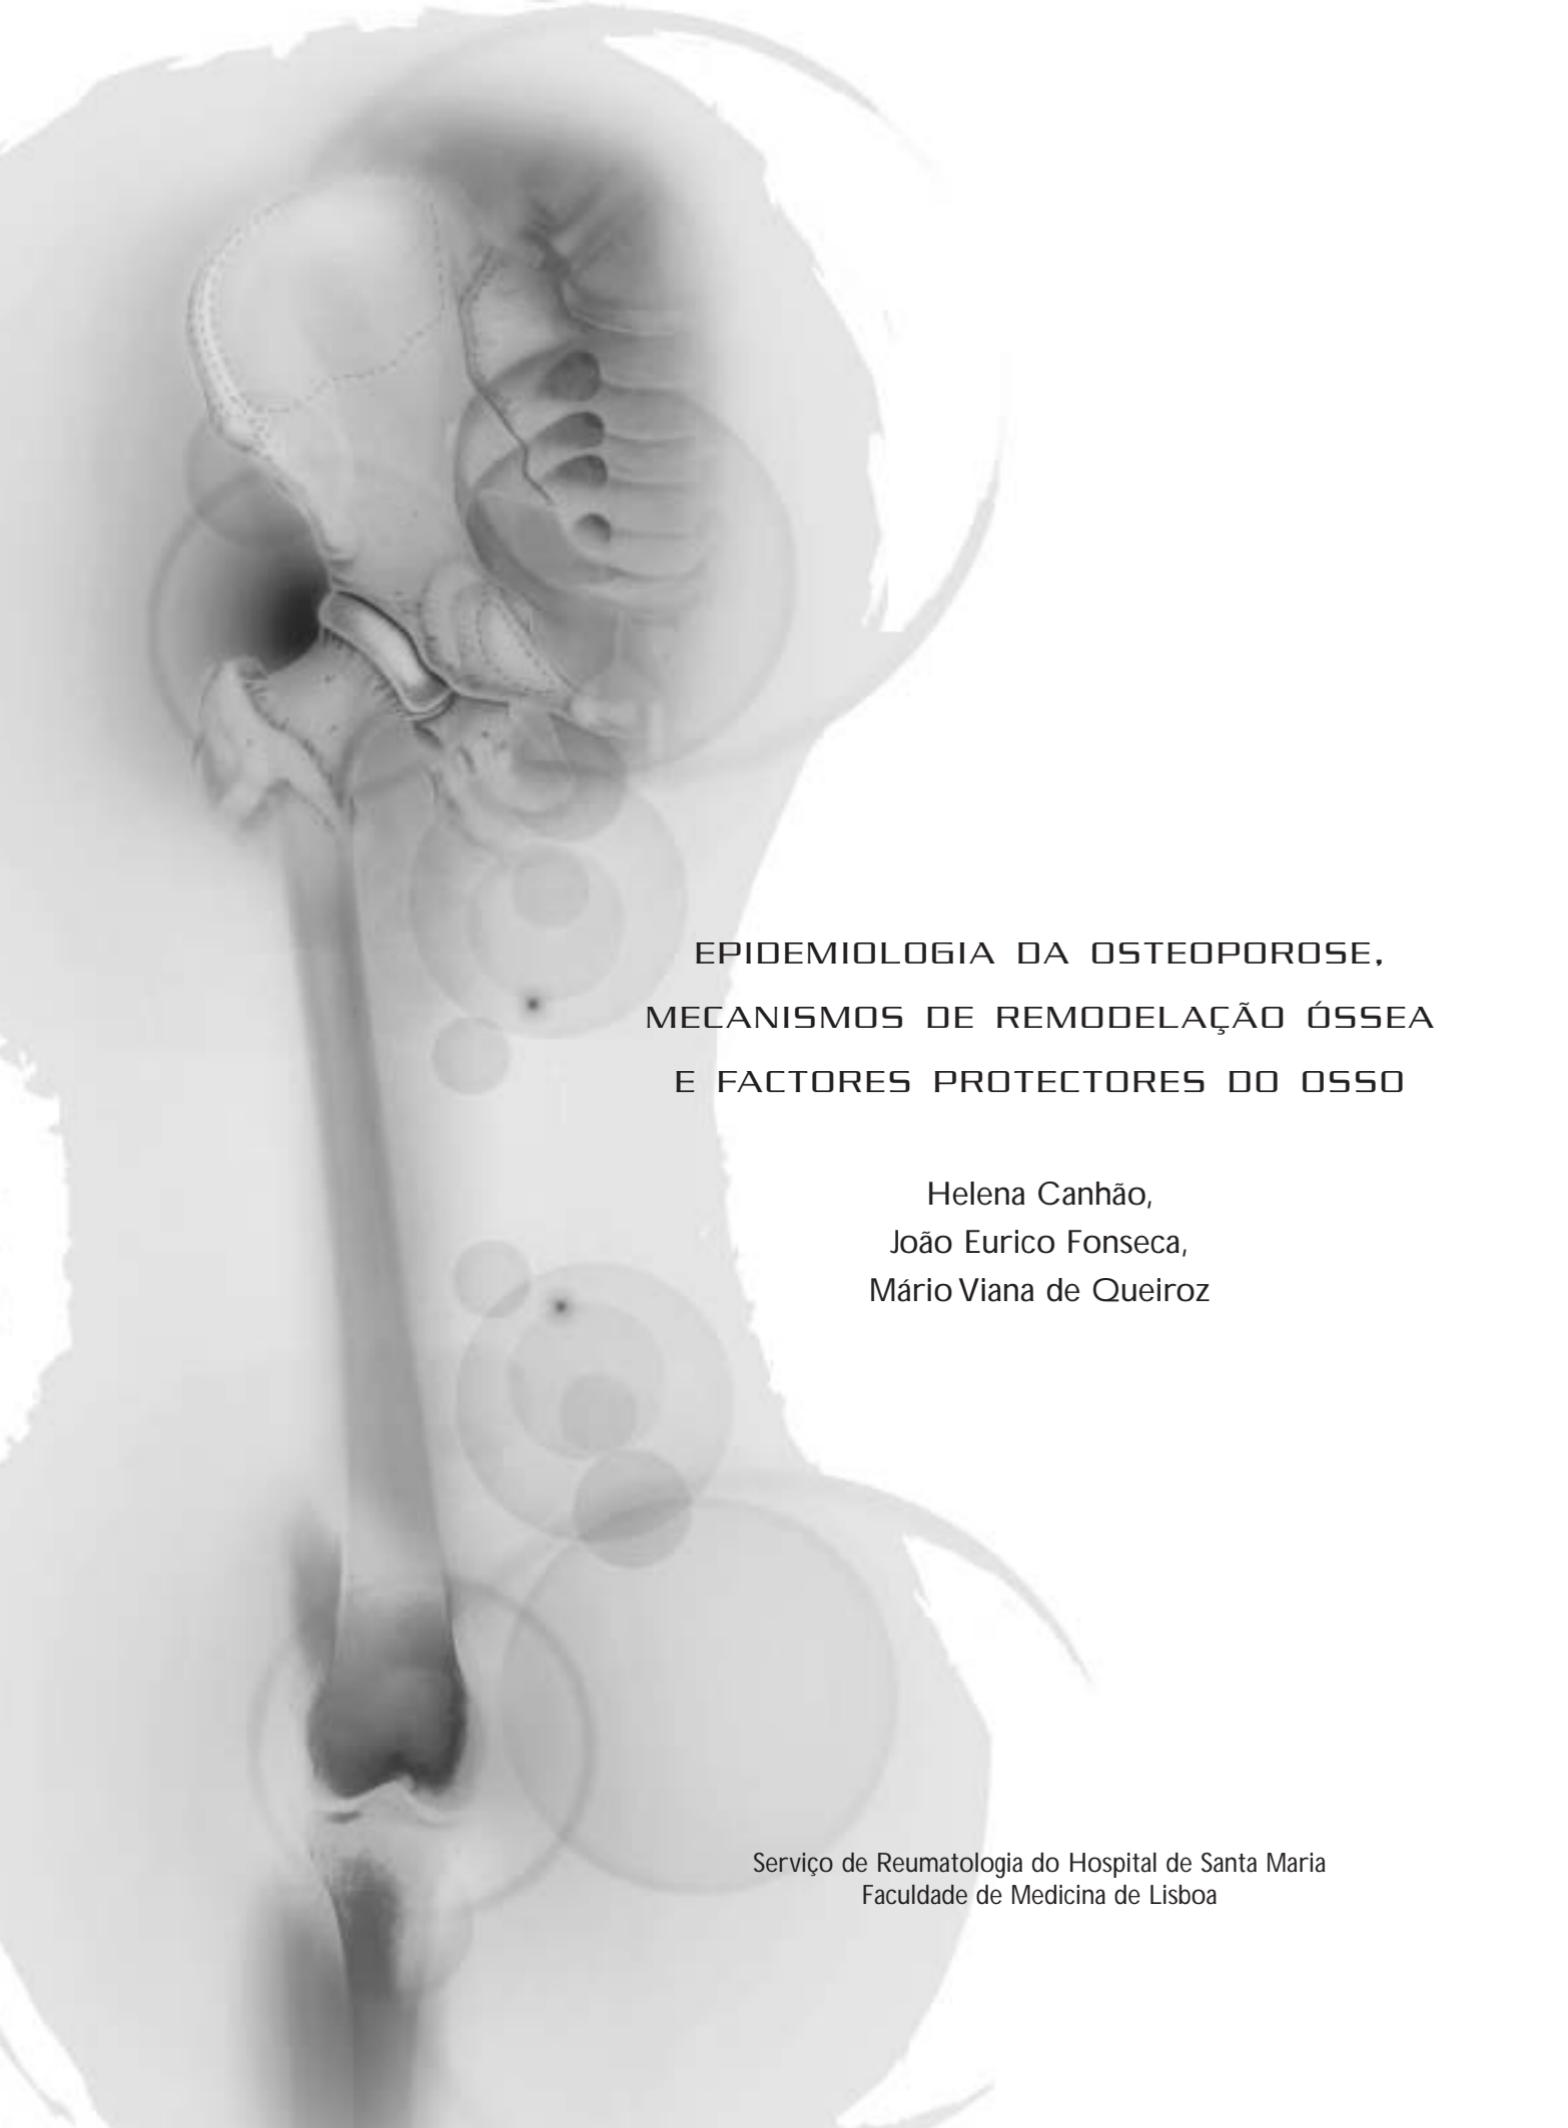 EPIDEMIOLOGIA DA OSTEOPOROSE,
MECANISMOS DE REMODELAÇÃO ÓSSEA
E FACTORES PROTECTORES DO OSSO
Helena Canhão,
João Eurico Fonseca,
Mário Viana de Queiroz
Serviço de Reumatologia do Hospital de Santa Maria
Faculdade de Medicina de Lisboa